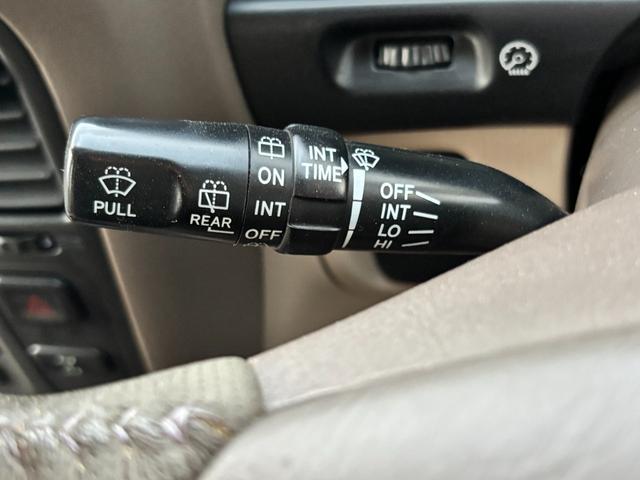 PULL
REAR
ON
INT
OFF
INT
TIME
OFF
INT
LO
HI